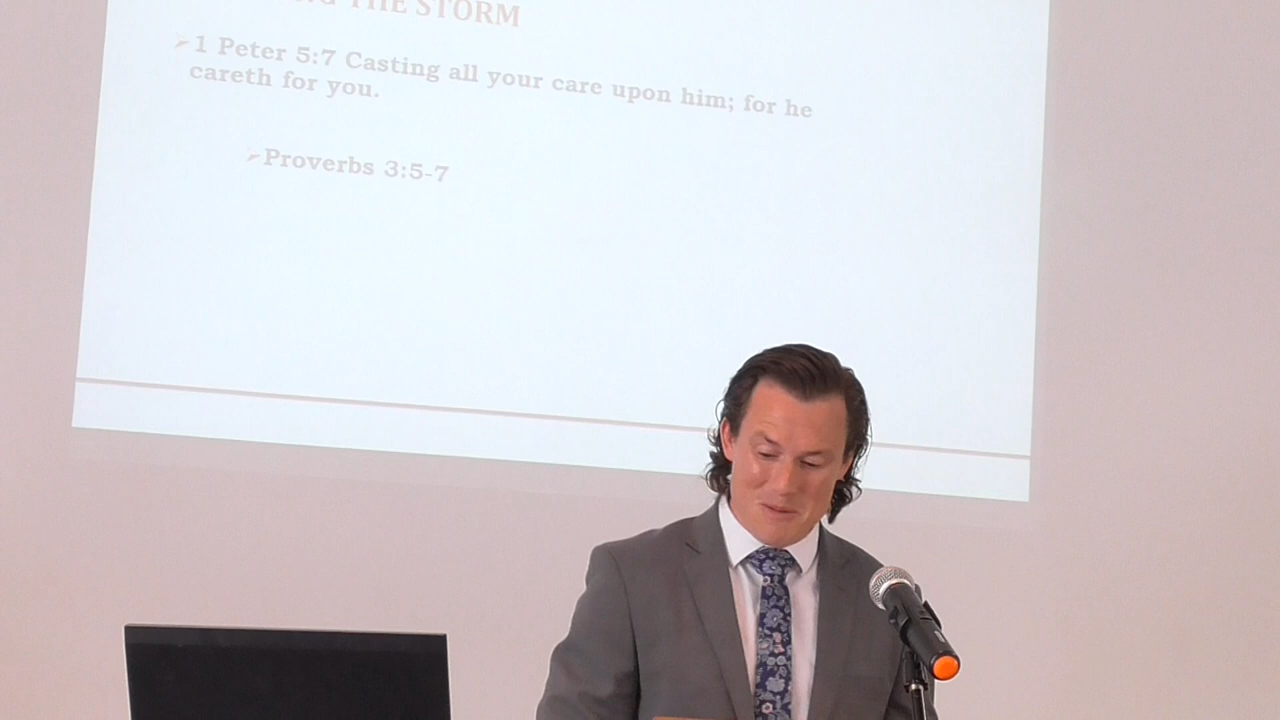 THE STORM
➢1 Peter 5:7 Casting all your care upon him; for he
careth for you.
➢Proverbs 3:5-7